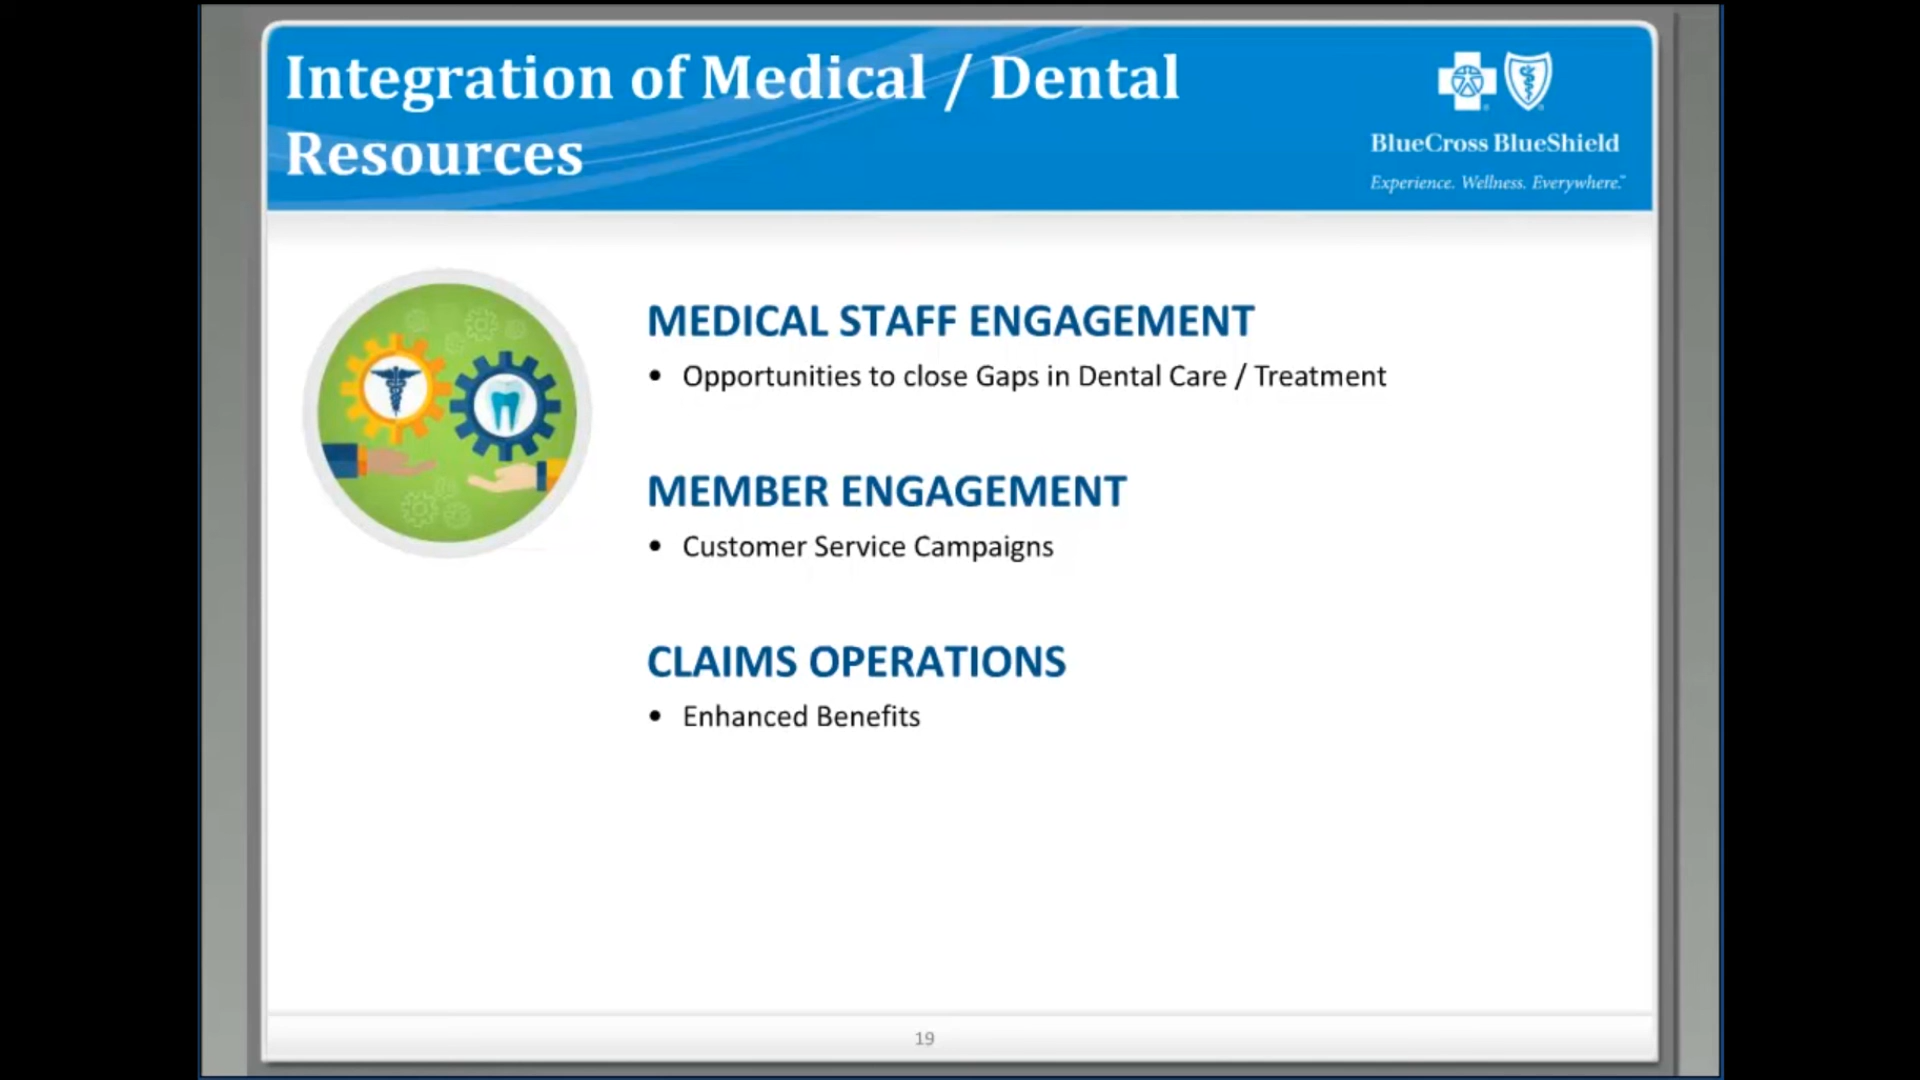 Integration of Medical / Dental
Resources
BlueCross BlueShield
Experience. Wellness. Everywhere.℠
MEDICAL STAFF ENGAGEMENT
• Opportunities to close Gaps in Dental Care / Treatment
MEMBER ENGAGEMENT
• Customer Service Campaigns
CLAIMS OPERATIONS
• Enhanced Benefits
19